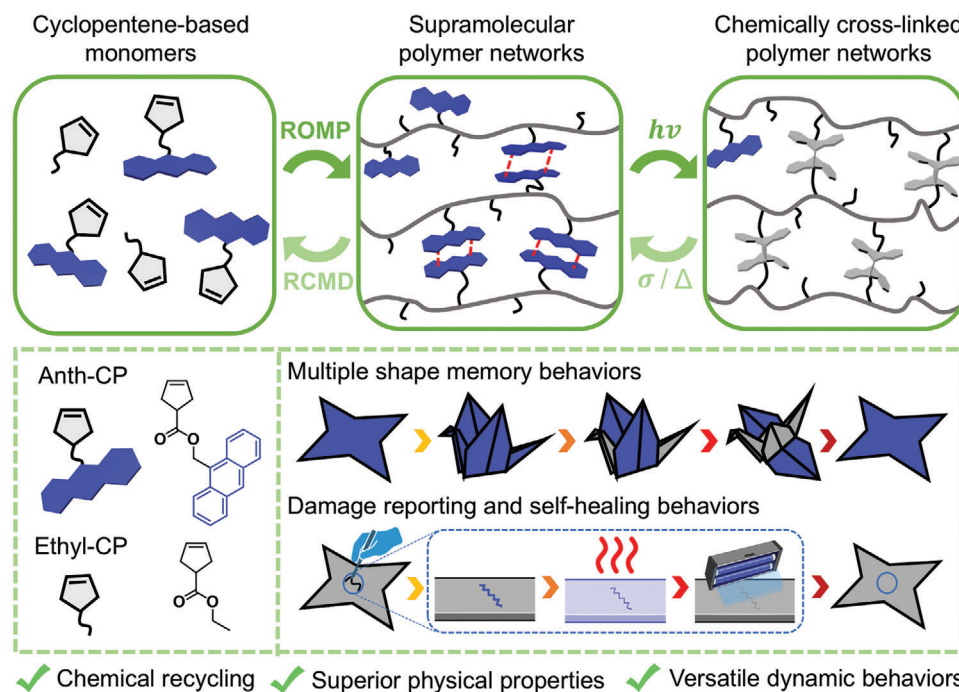 Cyclopentene-based
monomers
Supramolecular
polymer networks
Chemically cross-linked
polymer networks
ROMP
RCMD
hν
σ / Δ
Anth-CP
O
O
Ethyl-CP
O
O
Multiple shape memory behaviors
Damage reporting and self-healing behaviors
Chemical recycling
Superior physical properties
Versatile dynamic behaviors